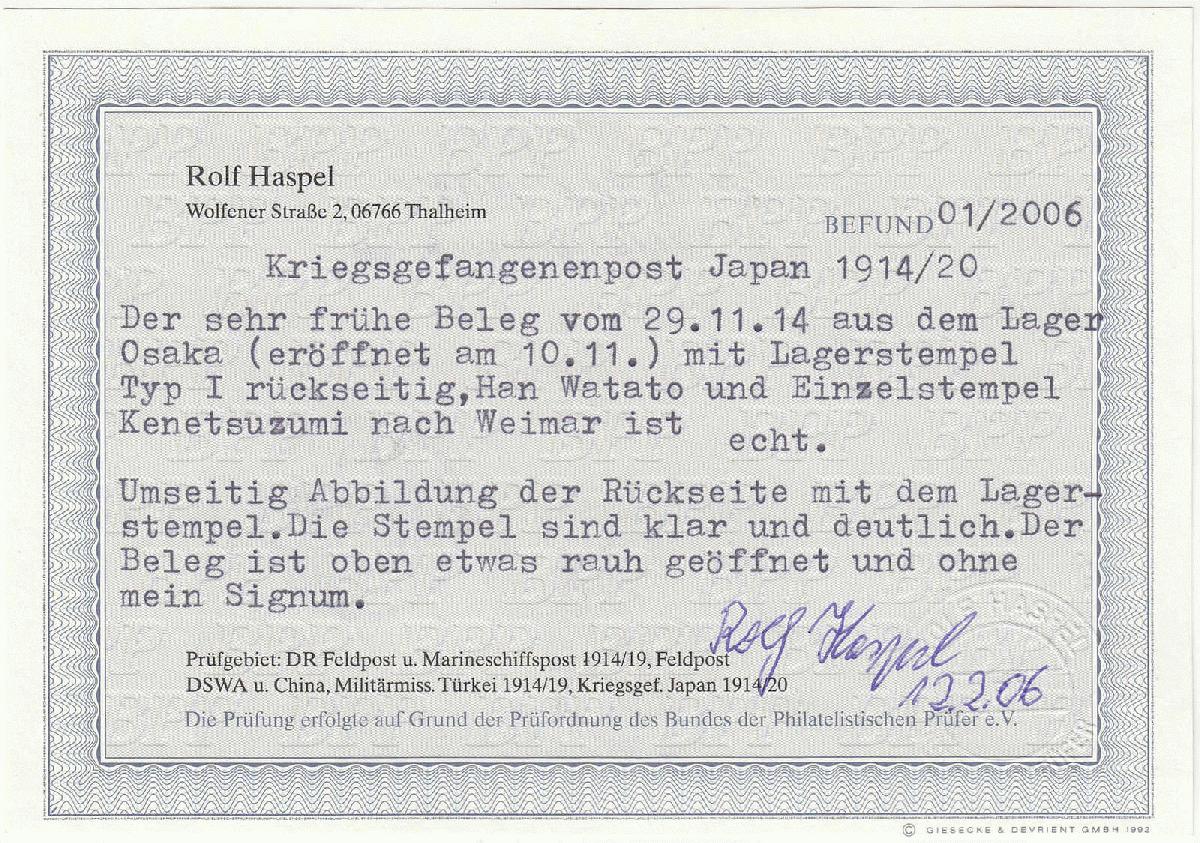 Rolf Haspel
Wolfener Straße 2, 06766 Thalheim
BEFUND 01/2006
Kriegsgefangenenpost Japan 1914/20
Der sehr frühe Beleg vom 29.11.14 aus dem Lager
Osaka (eröffnet am 10.11.) mit Lagerstempel
Typ I rückseitig,Han Watato und Einzelstempel
Kenetsuzumi nach Weimar ist echt.
Umseitig Abbildung der Rückseite mit dem Lager-
stempel.Die Stempel sind klar und deutlich.Der
Beleg ist oben etwas rauh geöffnet und ohne
mein Signum.
Rolf Haspel
12.2.06
Prüfgebiet: DR Feldpost u. Marineschiffspost 1914/19, Feldpost
DSWA u. China, Militärmiss. Türkei 1914/19, Kriegsgef. Japan 1914/20
Die Prüfung erfolgte auf Grund der Prüfordnung des Bundes der Philatelistischen Prüfer e.V.
© GIESECKE & DEVRIENT GMBH 1992